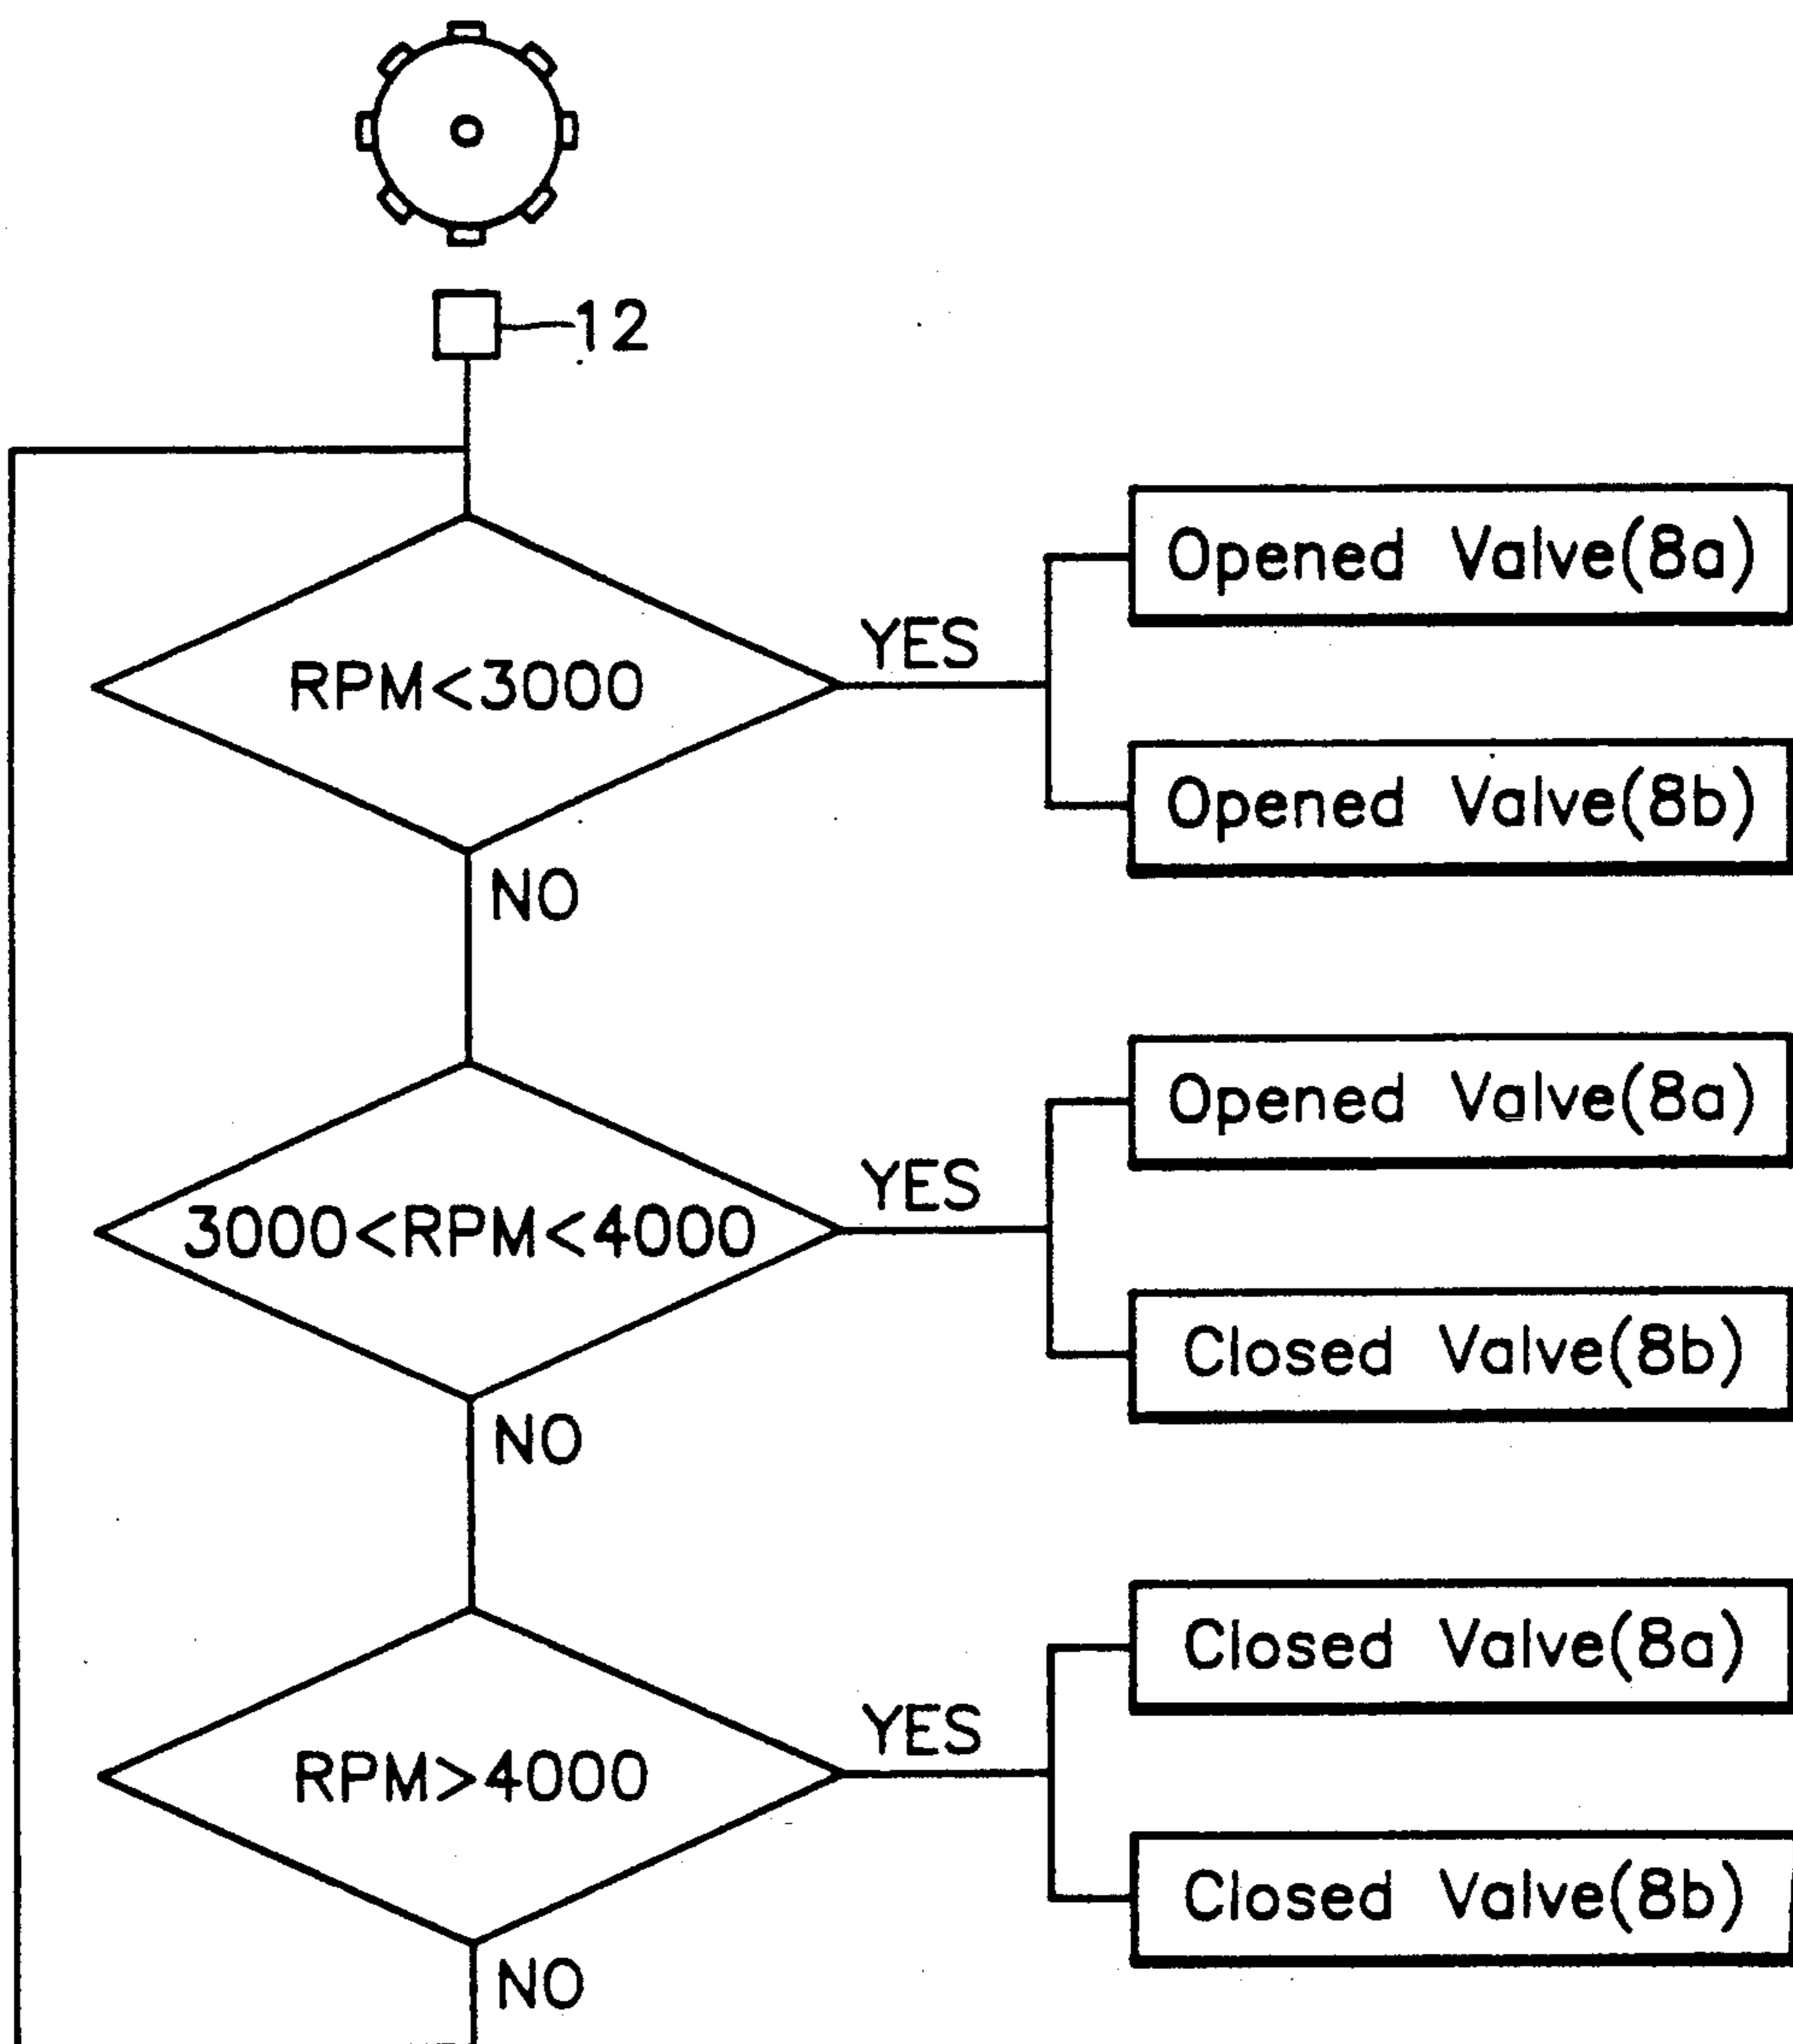 12
RPM<3000
YES
Opened Valve(8a)
Opened Valve(8b)
NO
3000<RPM<4000
YES
Opened Valve(8a)
Closed Valve(8b)
NO
RPM>4000
YES
Closed Valve(8a)
Closed Valve(8b)
NO